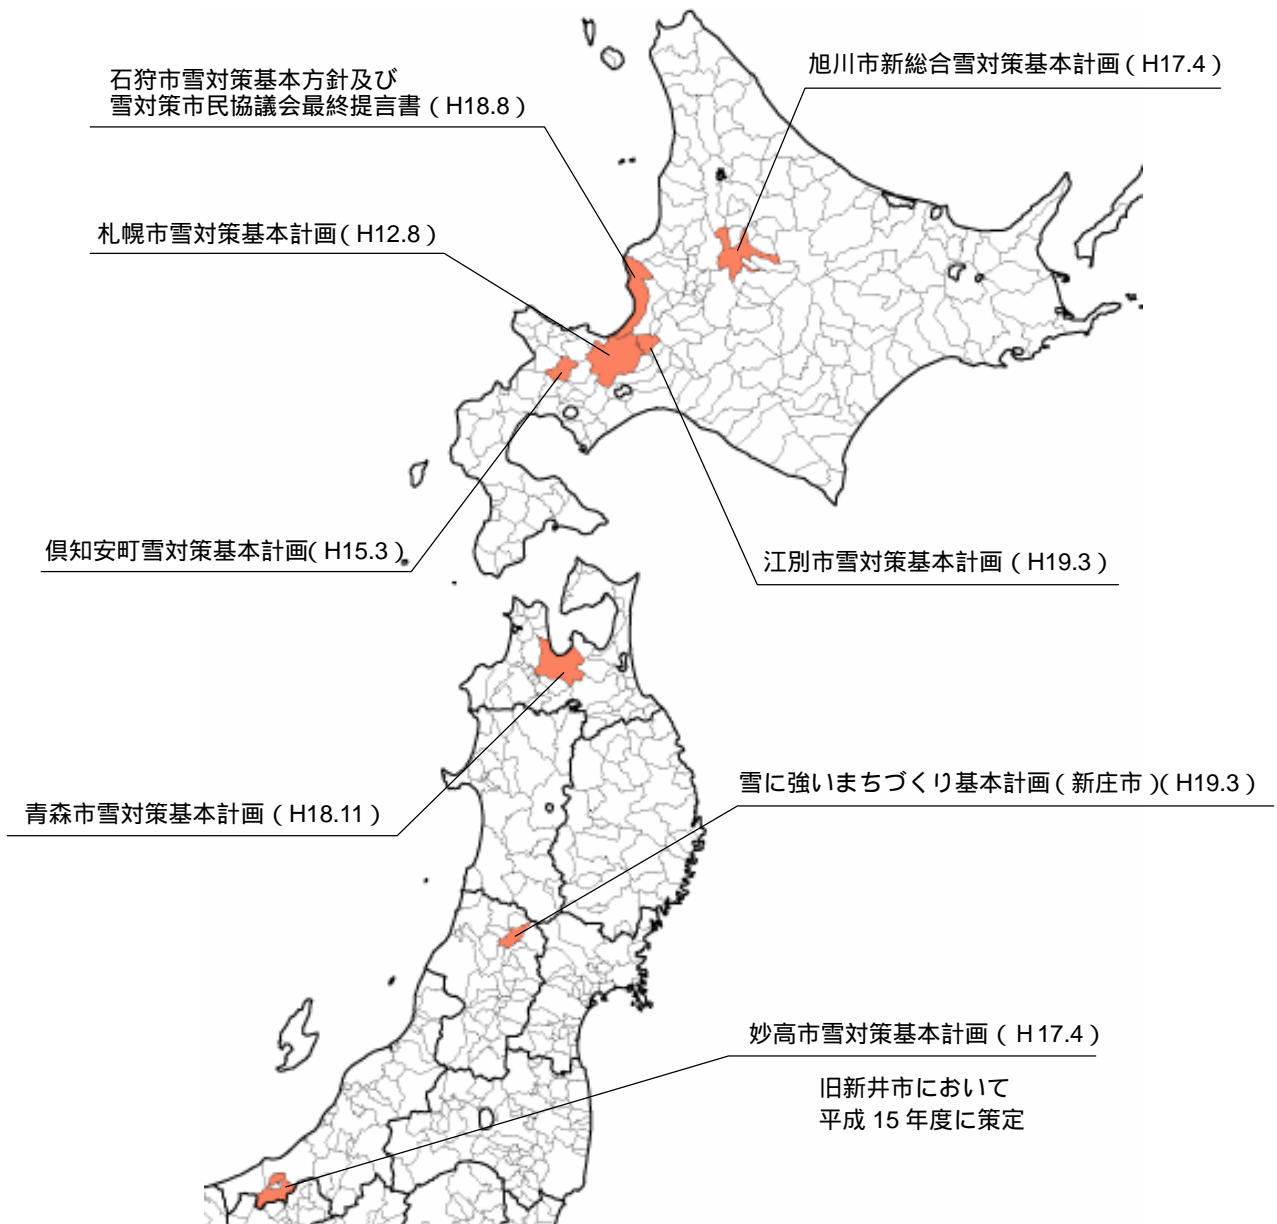 石狩市雪対策基本方針及び
雪対策市民協議会最終提言書（H18.8）
旭川市新総合雪対策基本計画（H17.4）
札幌市雪対策基本計画（H12.8）
倶知安町雪対策基本計画（H15.3）
江別市雪対策基本計画（H19.3）
青森市雪対策基本計画（H18.11）
雪に強いまちづくり基本計画（新庄市）（H19.3）
妙高市雪対策基本計画（H17.4）
旧新井市において
平成15年度に策定